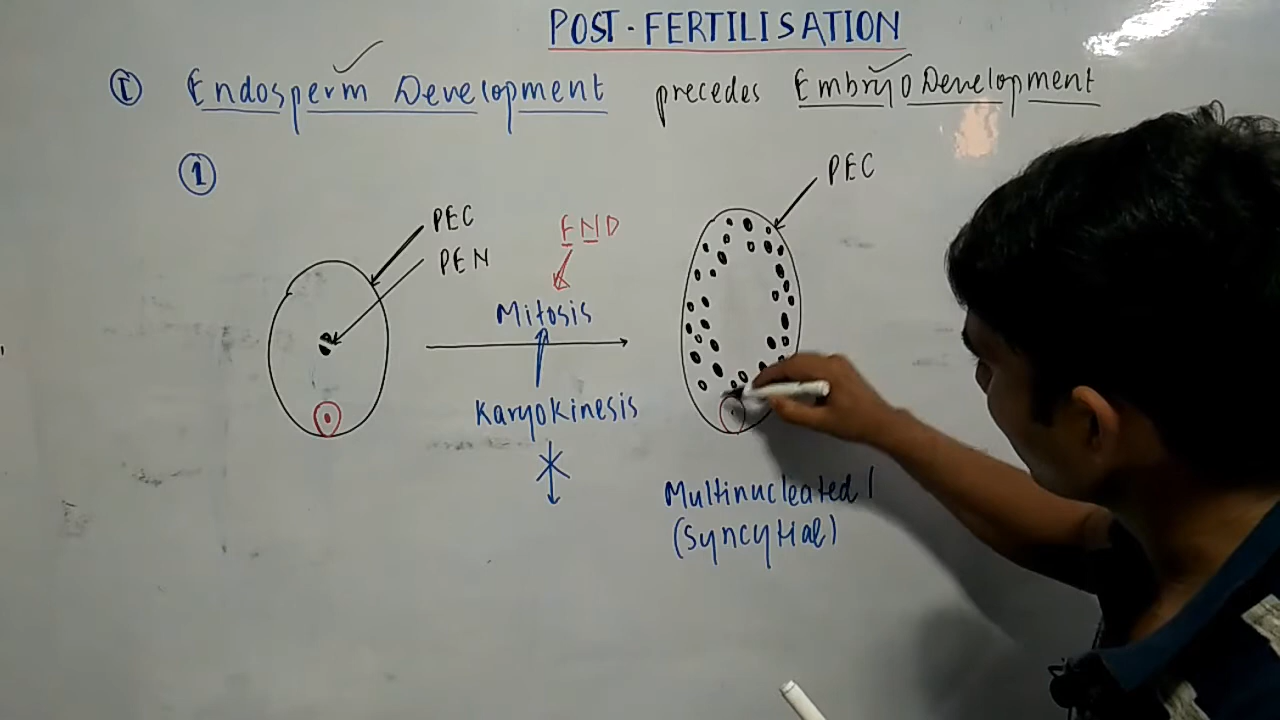 POST-FERTILISATION
I Endosperm Development precedes Embryo Development
1
PEC
PEC
PEN
FND
Mitosis
Karyokinesis
Multinucleated
(Syncytial)